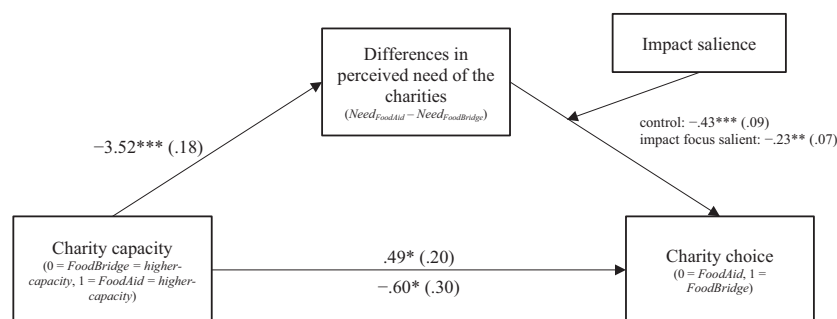 Differences in
perceived need of the
charities
(Need_FoodAid – Need_FoodBridge)
Impact salience
control: −.43*** (.09)
impact focus salient: −.23** (.07)
−3.52*** (.18)
Charity capacity
(0 = FoodBridge = higher-
capacity, 1 = FoodAid = higher-
capacity)
.49* (.20)
−.60* (.30)
Charity choice
(0 = FoodAid, 1 =
FoodBridge)